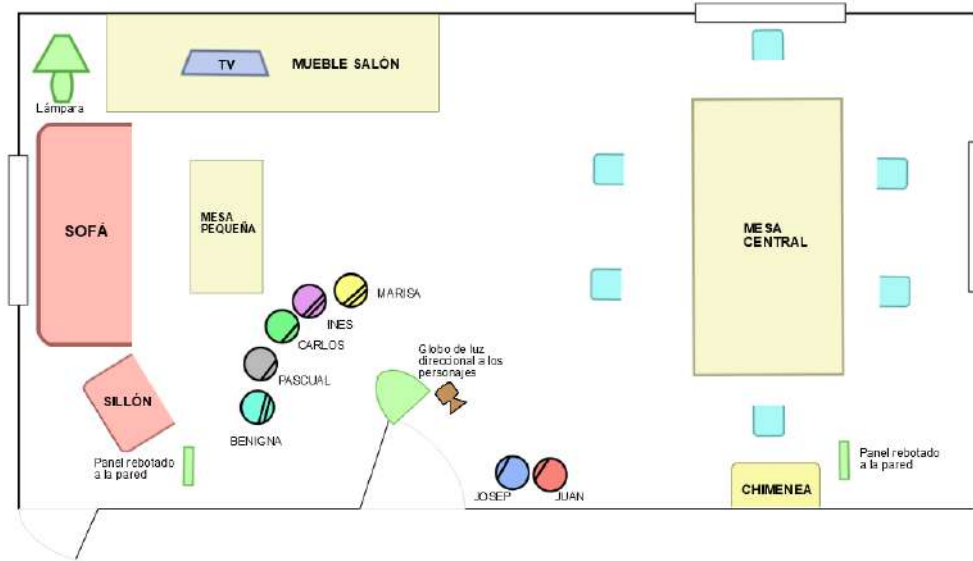 TV
MUEBLE SALÓN
Lámpara
SOFÁ
MESA
PEQUEÑA
MESA
CENTRAL
MARISA
INES
CARLOS
PASCUAL
BENIGNA
Globo de luz
direccional a los
personajes
SILLÓN
Panel rebotado
a la pared
JOSEP
JUAN
CHIMENEA
Panel rebotado
a la pared